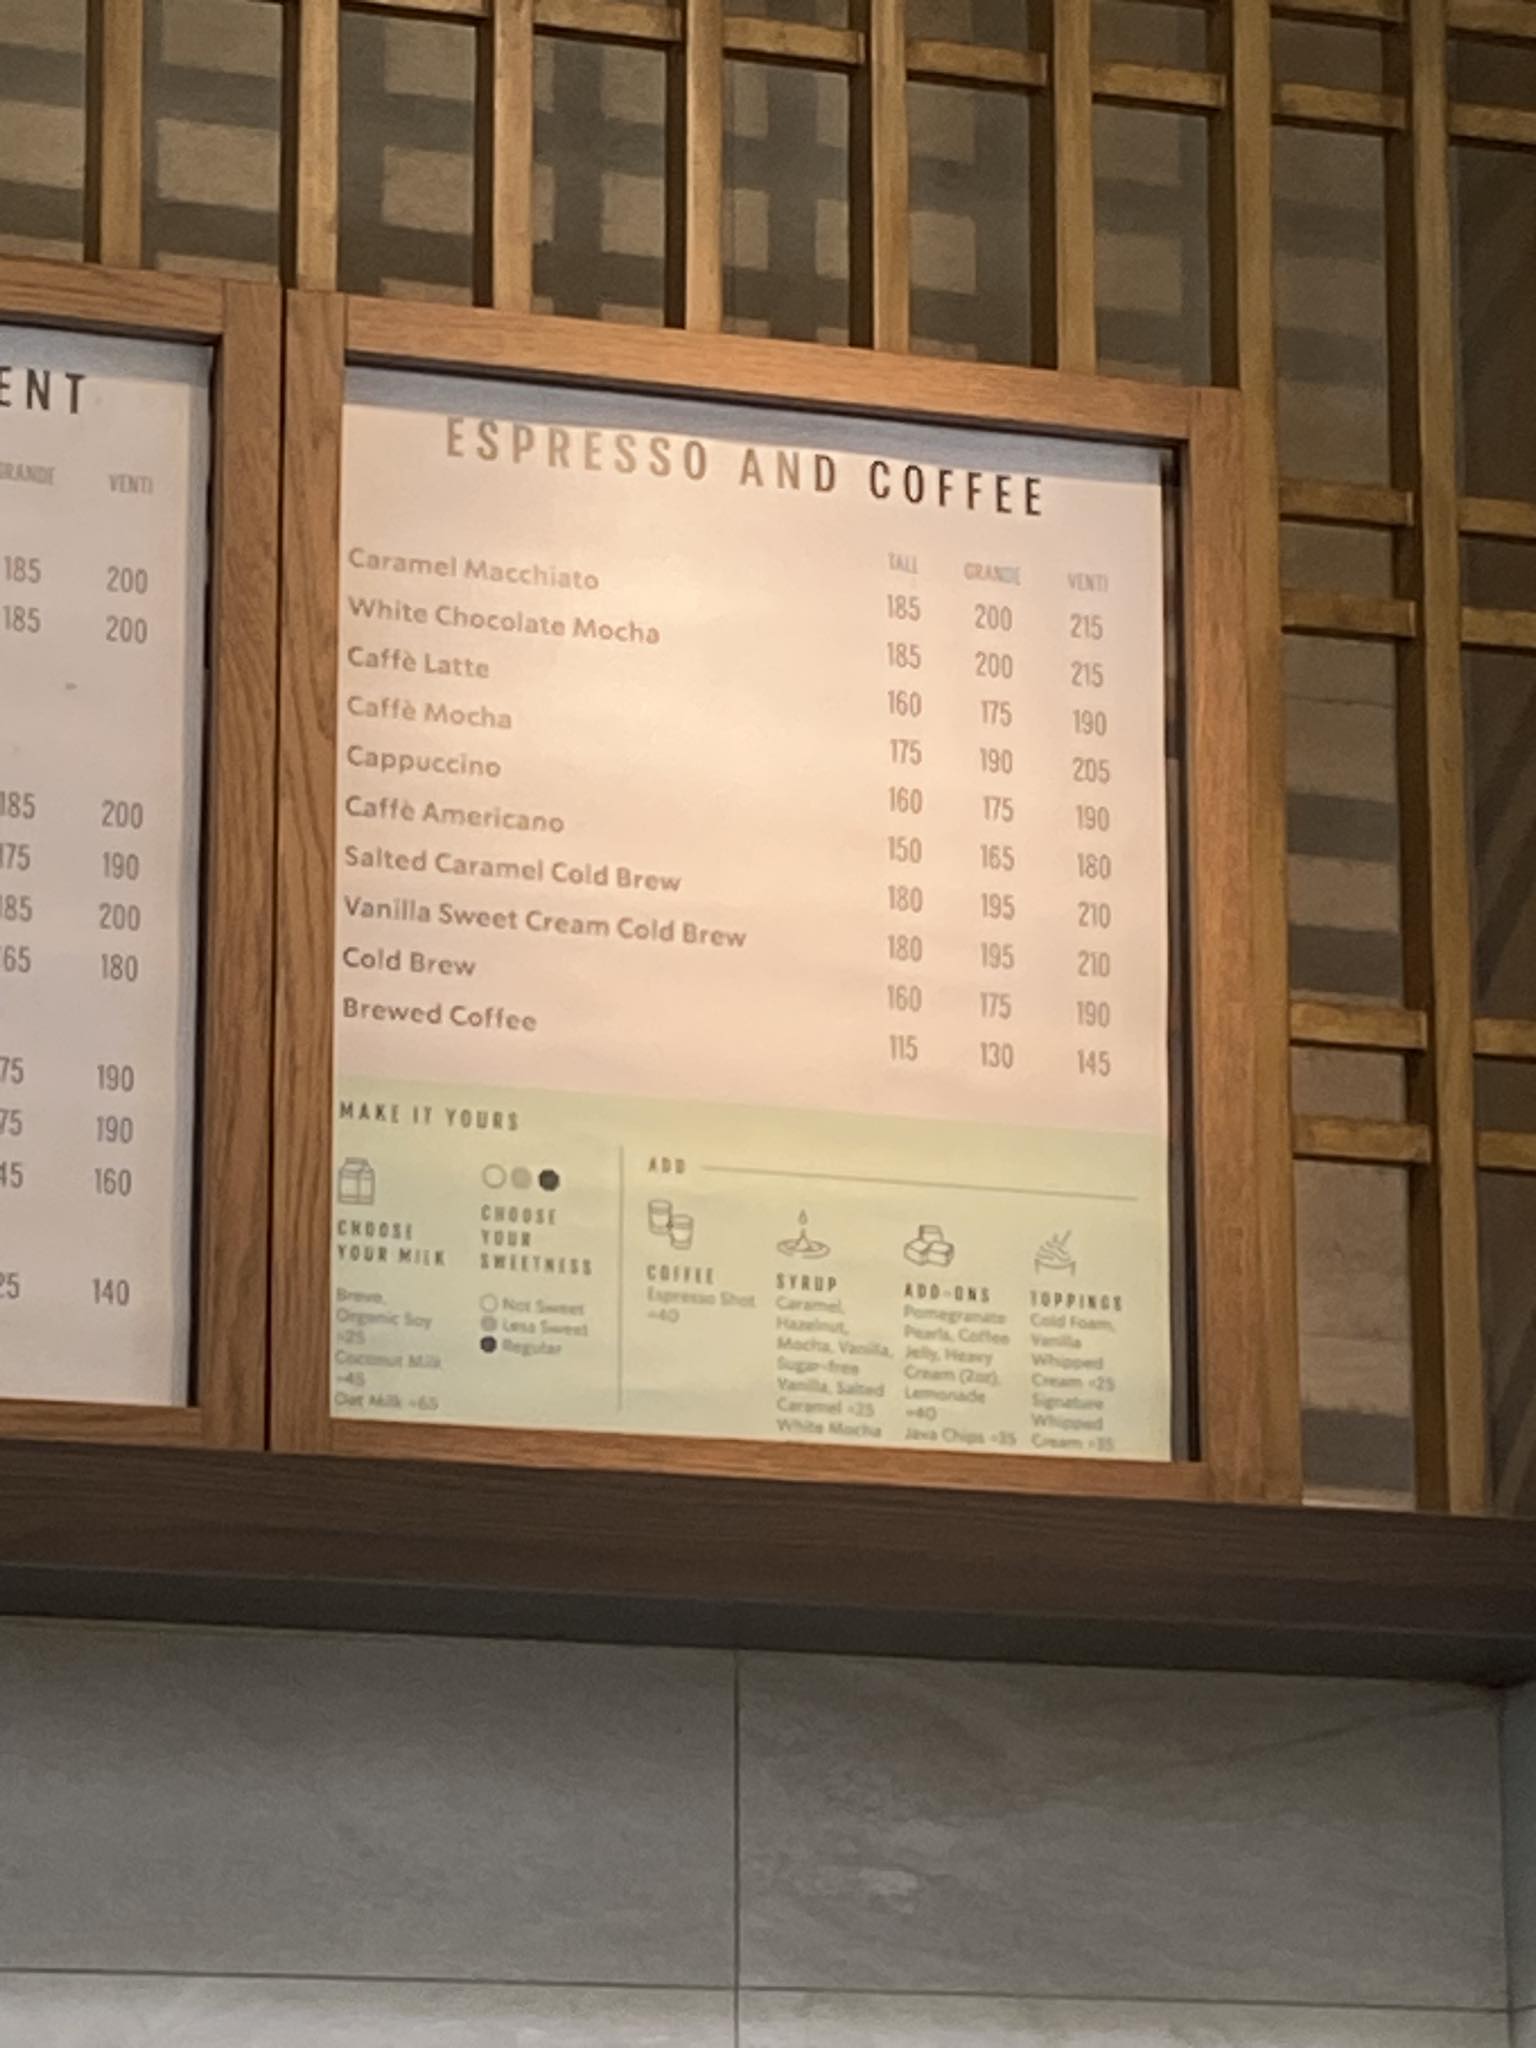 ENT
GRANDE VENTI
185 200
185 200
185 200
175 190
185 200
165 180
75 190
75 190
45 160
25 140
ESPRESSO AND COFFEE
TALL GRANDE VENTI
Caramel Macchiato 185 200 215
White Chocolate Mocha 185 200 215
Caffè Latte 160 175 190
Caffè Mocha 175 190 205
Cappuccino 160 175 190
Caffè Americano 150 165 180
Salted Caramel Cold Brew 180 195 210
Vanilla Sweet Cream Cold Brew 180 195 210
Cold Brew 160 175 190
Brewed Coffee 115 130 145
MAKE IT YOURS
CHOOSE
YOUR MILK
Breve,
Organic Soy
+25
Coconut Milk
+45
Oat Milk +65
CHOOSE
YOUR
SWEETNESS
Not Sweet
Less Sweet
Regular
ADD
COFFEE
Espresso Shot
+40
SYRUP
Caramel,
Hazelnut,
Mocha, Vanilla,
Sugar-free
Vanilla, Salted
Caramel +25
White Mocha
ADD-ONS
Pomegranate
Pearls, Coffee
Jelly, Heavy
Cream (2oz),
Lemonade
+40
Java Chips +35
TOPPINGS
Cold Foam,
Vanilla
Whipped
Cream +25
Signature
Whipped
Cream +35